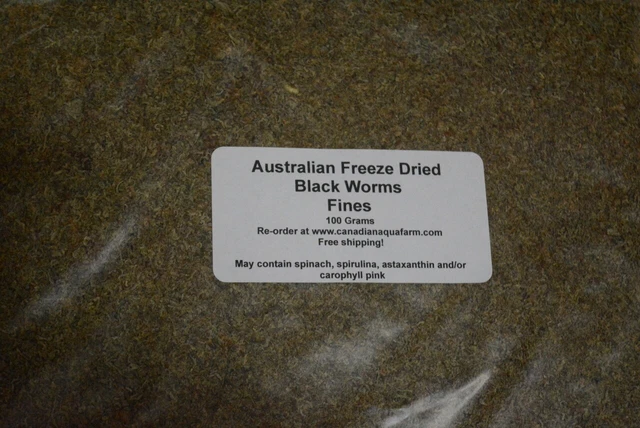 Australian Freeze Dried
Black Worms
Fines
100 Grams
Re-order at www.canadianaquafarm.com
Free shipping!
May contain spinach, spirulina, astaxanthin and/or
carophyll pink